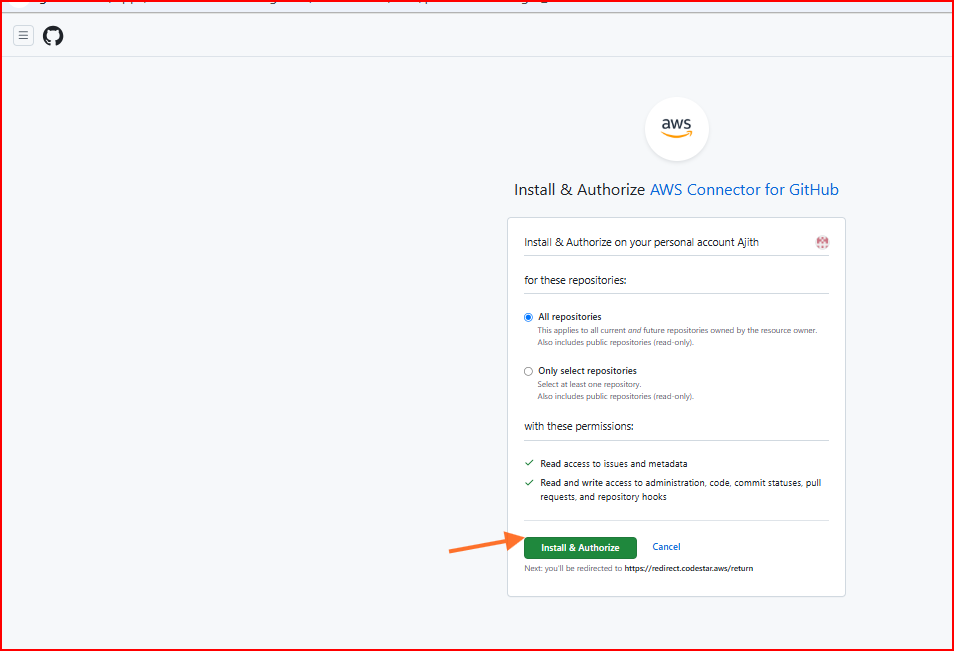 aws
Install & Authorize AWS Connector for GitHub
Install & Authorize on your personal account Ajith
for these repositories:
All repositories
This applies to all current and future repositories owned by the resource owner.
Also includes public repositories (read-only).
Only select repositories
Select at least one repository.
Also includes public repositories (read-only).
with these permissions:
Read access to issues and metadata
Read and write access to administration, code, commit statuses, pull
requests, and repository hooks
Install & Authorize Cancel
Next: you'll be redirected to https://redirect.codestar.aws/return